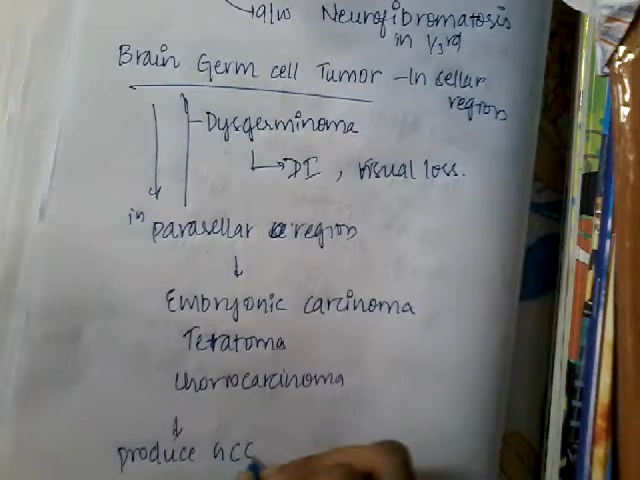 a/w Neurofibromatosis
in 1/3rd
Brain Germ cell Tumor - In sellar
region
Dysgerminoma
DI, visual loss.
in parasellar region
Embryonic carcinoma
Teratoma
Chorrocarcinoma
produce hCG